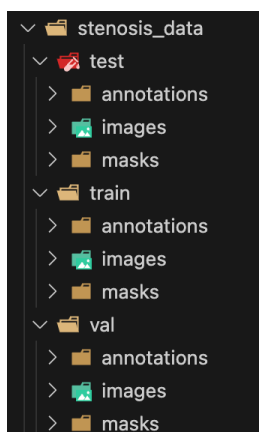 stenosis_data
test
annotations
images
masks
train
annotations
images
masks
val
annotations
images
masks